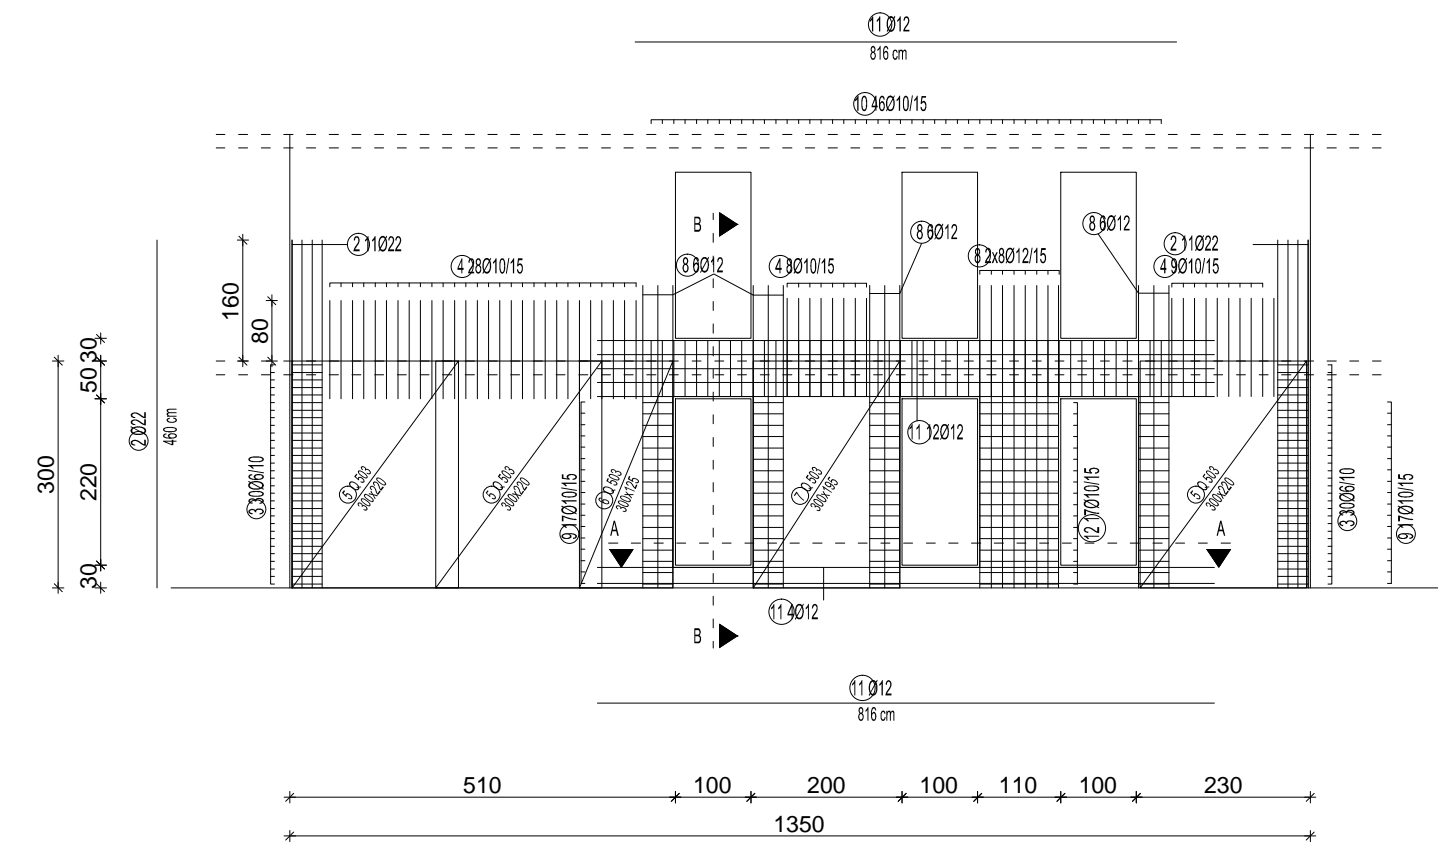 11 Ø12
816 cm
10 46Ø10/15
B
8 6Ø12
8 6Ø12
2 11Ø22
2 11Ø22
8 2x8Ø12/15
4 28Ø10/15
8 6Ø12
4 8Ø10/15
4 9Ø10/15
160
80
30
50
220
30
300
2 Ø22
460 cm
3 30Ø6/10
5 Q 503
300x220
5 Q 503
300x220
9 17Ø10/15
6 Q 503
300x125
7 Q 503
300x195
11 12Ø12
12 17Ø10/15
5 Q 503
300x220
3 30Ø6/10
9 17Ø10/15
A
A
11 4Ø12
B
11 Ø12
816 cm
510
100
200
100
110
100
230
1350